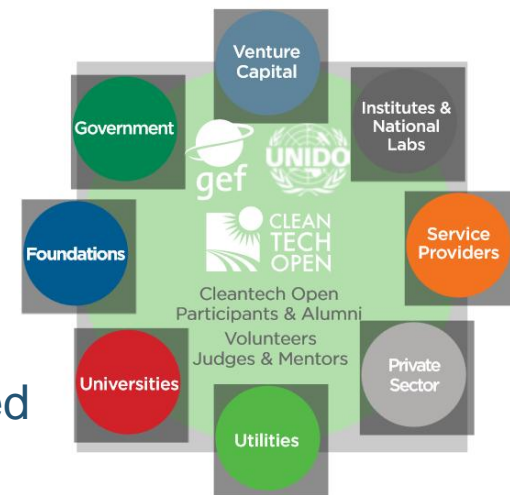 Venture
Capital
Government
Institutes &
National
Labs
gef
UNIDO
Foundations
CLEAN
TECH
OPEN
Service
Providers
Cleantech Open
Participants & Alumni
Volunteers
Judges & Mentors
Universities
Private
Sector
ed
Utilities